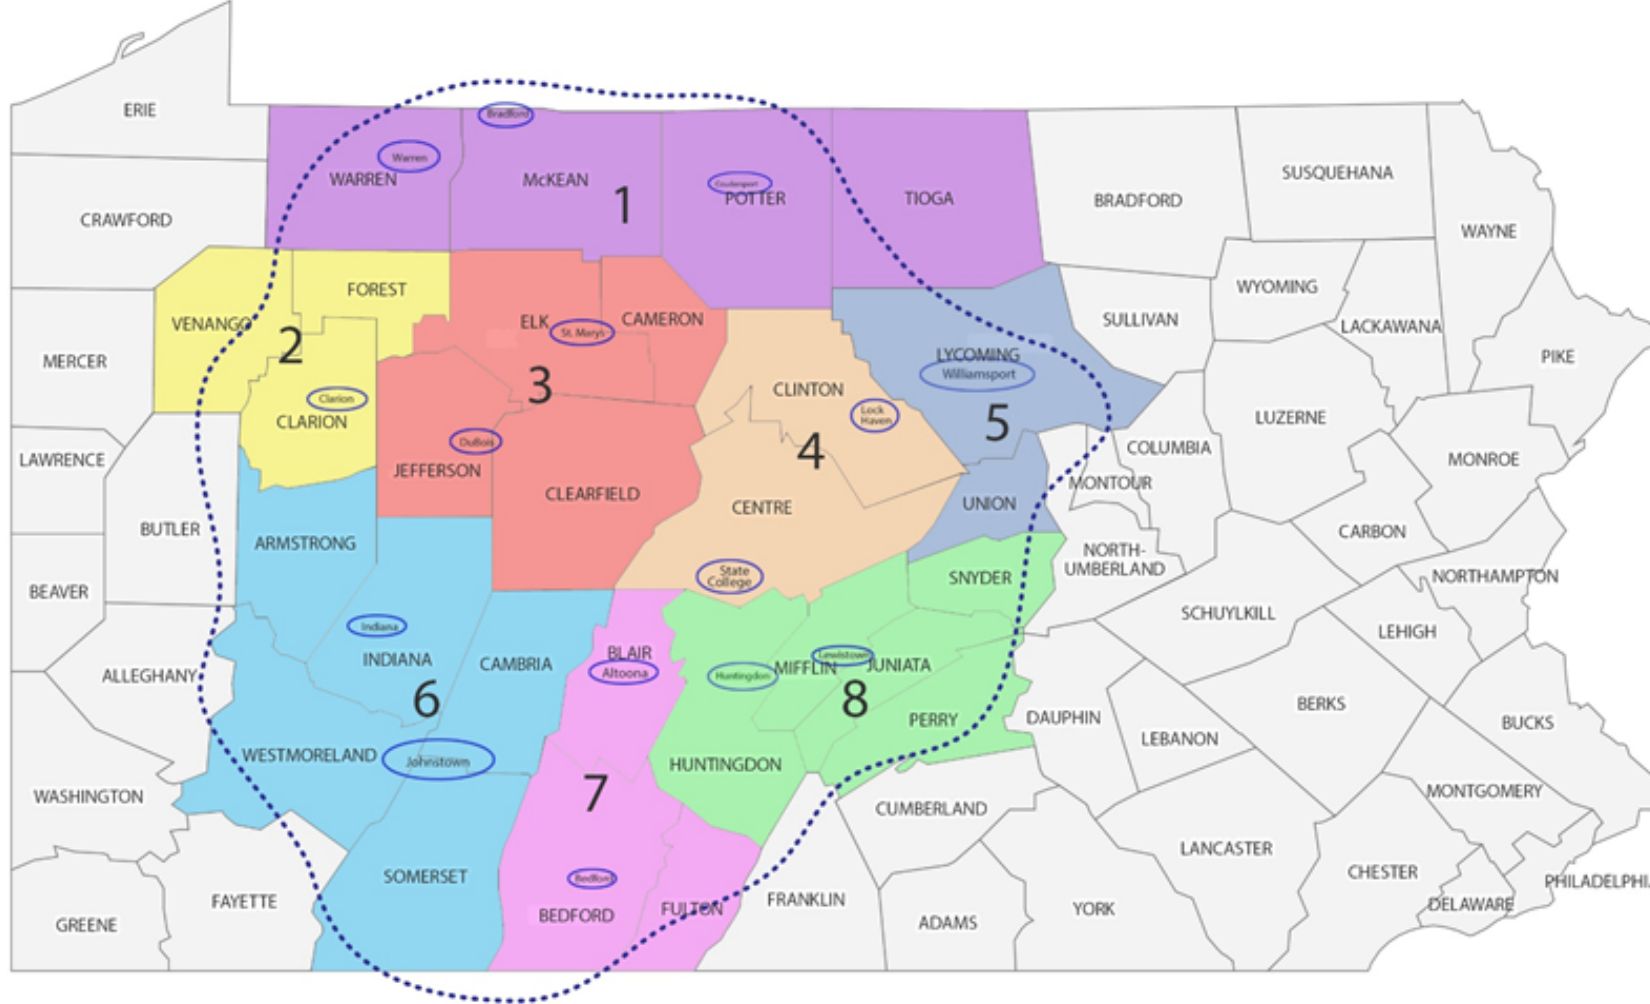 ERIE
CRAWFORD
MERCER
LAWRENCE
BEAVER
BUTLER
ALLEGHANY
WASHINGTON
GREENE
FAYETTE
Bradford
Warren
WARREN
McKEAN
1
Coudersport
POTTER
TIOGA
FOREST
VENANGO
2
Clarion
CLARION
ELK
St. Marys
CAMERON
3
DuBois
JEFFERSON
CLEARFIELD
CLINTON
Lock
Haven
4
CENTRE
State
College
LYCOMING
Williamsport
5
UNION
ARMSTRONG
Indiana
INDIANA
CAMBRIA
6
WESTMORELAND
Johnstown
SOMERSET
BLAIR
Altoona
7
Bedford
BEDFORD
FULTON
SNYDER
Lewistown
Huntingdon
MIFFLIN
JUNIATA
8
PERRY
HUNTINGDON
BRADFORD
SUSQUEHANA
WAYNE
WYOMING
SULLIVAN
LACKAWANA
PIKE
LUZERNE
COLUMBIA
MONTOUR
MONROE
CARBON
NORTH-
UMBERLAND
NORTHAMPTON
SCHUYLKILL
LEHIGH
DAUPHIN
LEBANON
BERKS
BUCKS
MONTGOMERY
CUMBERLAND
LANCASTER
CHESTER
PHILADELPHI
DELAWARE
FRANKLIN
ADAMS
YORK